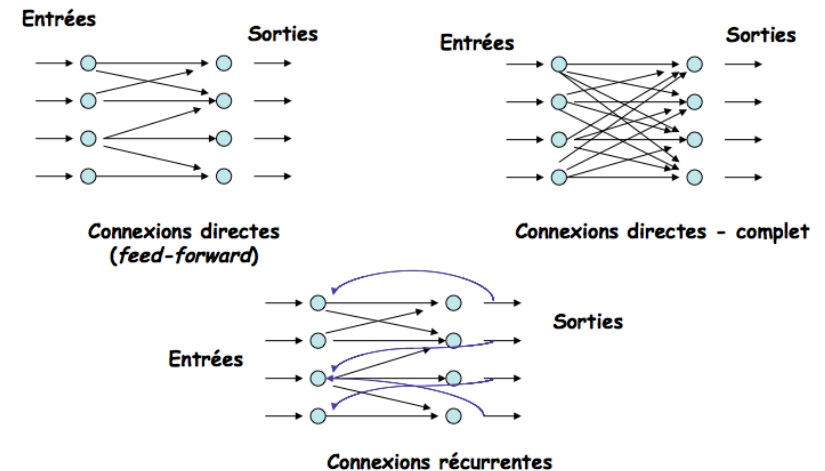 Entrées
Sorties
Connexions directes
(feed-forward)
Entrées
Sorties
Connexions directes - complet
Entrées
Sorties
Connexions récurrentes